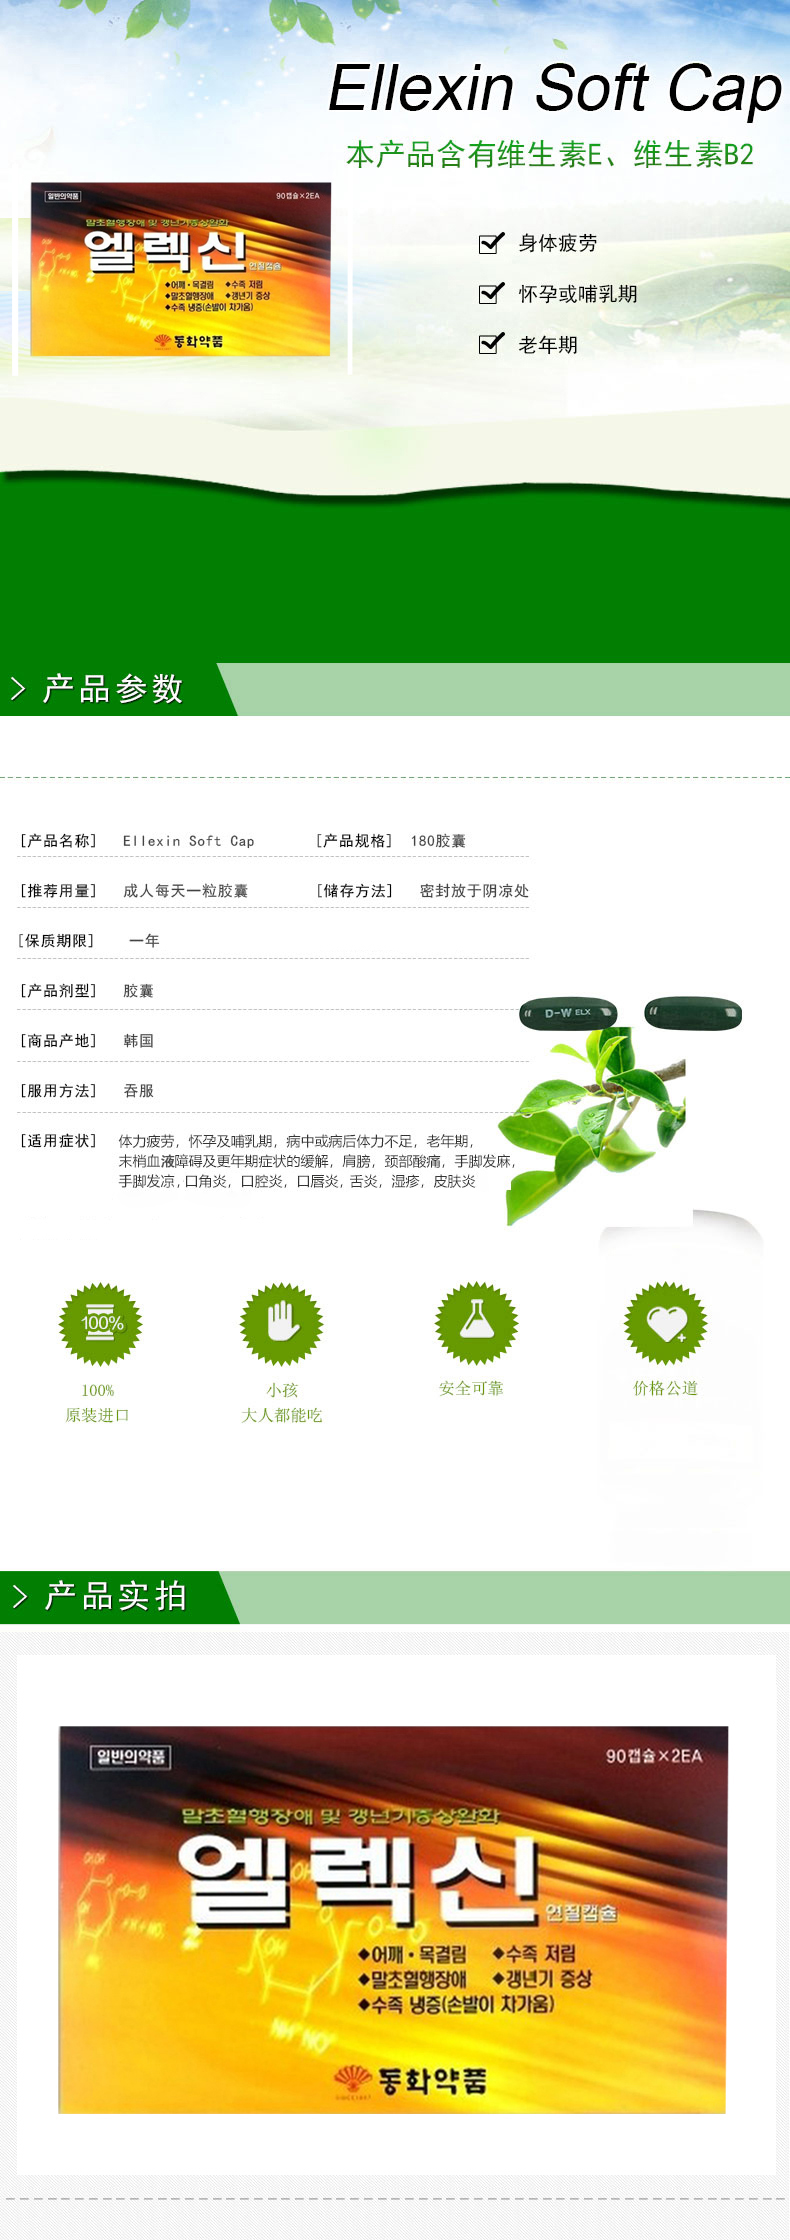 Ellexin Soft Cap
本产品含有维生素E、维生素B2
일반의약품
90캡슐×2EA
말초혈행장애 및 갱년기증상완화
엘렉신
연질캡슐
◆어깨·목결림 ◆수족 저림
◆말초혈행장애 ◆갱년기 증상
◆수족 냉증(손발이 차가움)
동화약품
身体疲劳
怀孕或哺乳期
老年期
> 产品参数
[产品名称] Ellexin Soft Cap [产品规格] 180胶囊
[推荐用量] 成人每天一粒胶囊 [储存方法] 密封放于阴凉处
[保质期限] 一年
[产品剂型] 胶囊
[商品产地] 韩国
[服用方法] 吞服
[适用症状] 体力疲劳，怀孕及哺乳期，病中或病后体力不足，老年期，
末梢血液障碍及更年期症状的缓解，肩膀，颈部酸痛，手脚发麻，
手脚发凉，口角炎，口腔炎，口唇炎，舌炎，湿疹，皮肤炎
D-W ELX
100%
100%
原装进口
小孩
大人都能吃
安全可靠
价格公道
> 产品实拍
일반의약품
90캡슐×2EA
말초혈행장애 및 갱년기증상완화
엘렉신
연질캡슐
◆어깨·목결림 ◆수족 저림
◆말초혈행장애 ◆갱년기 증상
◆수족 냉증(손발이 차가움)
동화약품